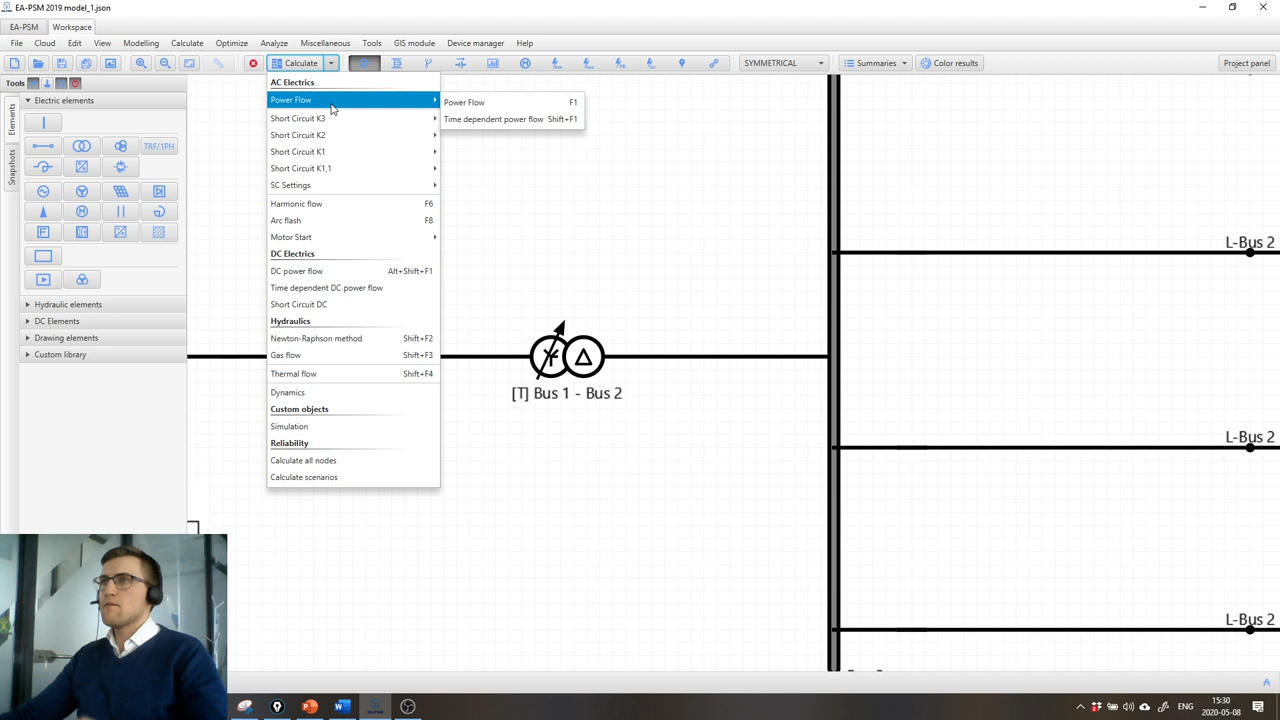 EA-PSM 2019 model_1.json
EA-PSM Workspace
File Cloud Edit View Modelling Calculate Optimize Analyze Miscellaneous Tools GIS module Device manager Help
Calculate SYMMETRICAL Summaries Color results Project panel
Tools
Elements
Snapshots
Electric elements
TRF/1PH
Hydraulic elements
DC Elements
Drawing elements
Custom library
AC Electrics
Power Flow
Short Circuit K3
Short Circuit K2
Short Circuit K1
Short Circuit K1,1
SC Settings
Harmonic flow F6
Arc flash F8
Motor Start
DC Electrics
DC power flow Alt+Shift+F1
Time dependent DC power flow
Short Circuit DC
Hydraulics
Newton-Raphson method Shift+F2
Gas flow Shift+F3
Thermal flow Shift+F4
Dynamics
Custom objects
Simulation
Reliability
Calculate all nodes
Calculate scenarios
Power Flow F1
Time dependent power flow Shift+F1
[T] Bus 1 - Bus 2
L-Bus 2
L-Bus 2
L-Bus 2
ENG
15:30
2020-05-08